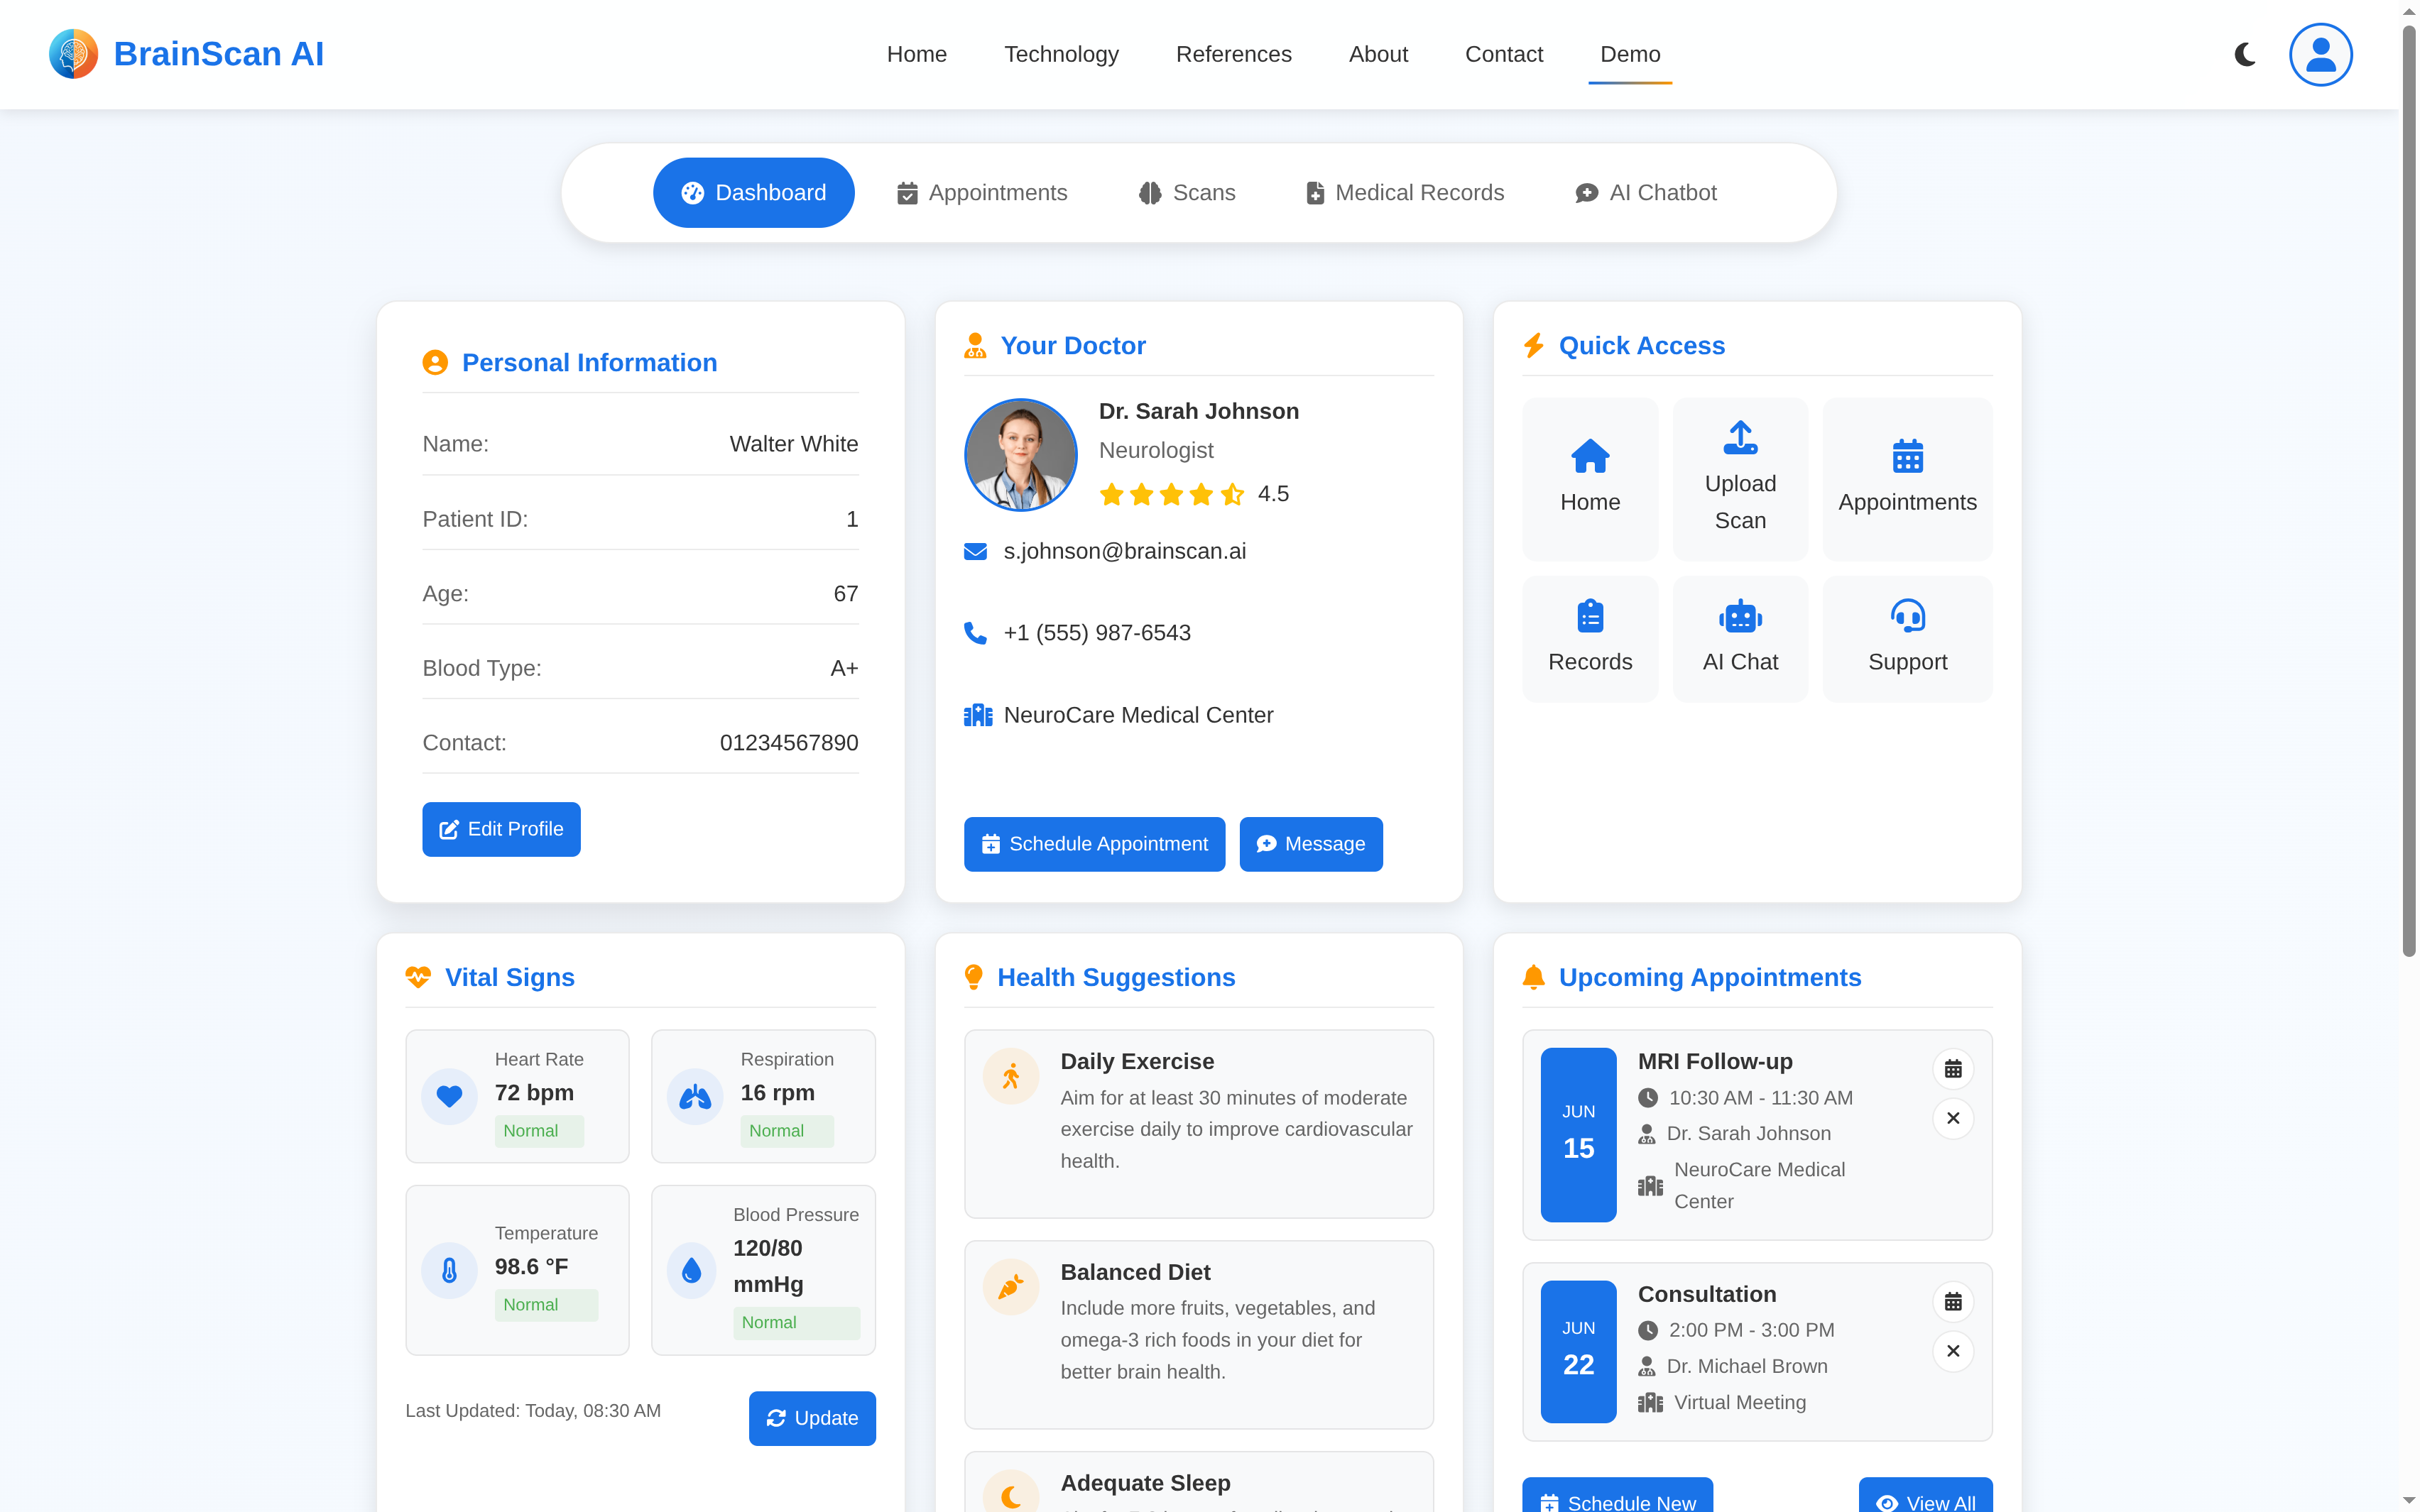 BrainScan AI
Home
Technology
References
About
Contact
Demo
Dashboard
Appointments
Scans
Medical Records
AI Chatbot
Personal Information
Name: Walter White
Patient ID: 1
Age: 67
Blood Type: A+
Contact: 01234567890
Edit Profile
Your Doctor
Dr. Sarah Johnson
Neurologist
4.5
s.johnson@brainscan.ai
+1 (555) 987-6543
NeuroCare Medical Center
Schedule Appointment
Message
Quick Access
Home
Upload
Scan
Appointments
Records
AI Chat
Support
Vital Signs
Heart Rate
72 bpm
Normal
Respiration
16 rpm
Normal
Temperature
98.6 °F
Normal
Blood Pressure
120/80
mmHg
Normal
Last Updated: Today, 08:30 AM
Update
Health Suggestions
Daily Exercise
Aim for at least 30 minutes of moderate
exercise daily to improve cardiovascular
health.
Balanced Diet
Include more fruits, vegetables, and
omega-3 rich foods in your diet for
better brain health.
Adequate Sleep
Upcoming Appointments
JUN
15
MRI Follow-up
10:30 AM - 11:30 AM
Dr. Sarah Johnson
NeuroCare Medical
Center
JUN
22
Consultation
2:00 PM - 3:00 PM
Dr. Michael Brown
Virtual Meeting
Schedule New
View All